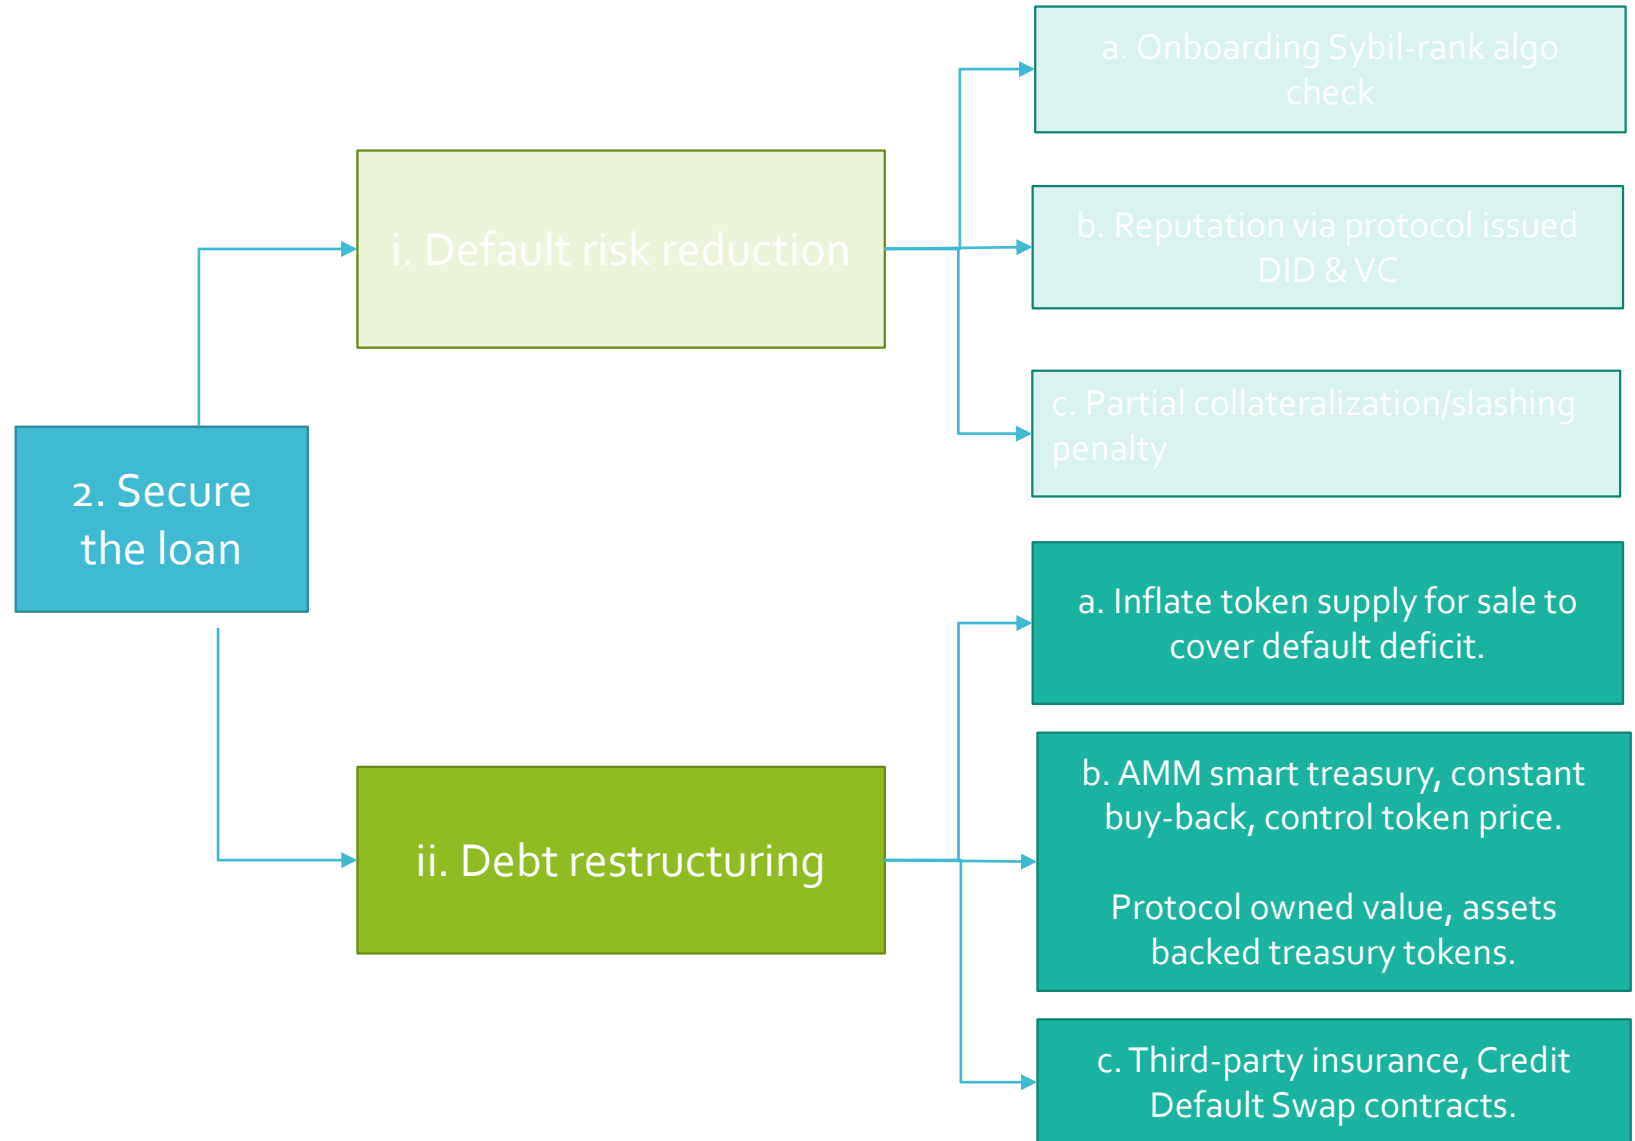 2. Secure
the loan
i. Default risk reduction
a. Onboarding Sybil-rank algo
check
b. Reputation via protocol issued
DID & VC
c. Partial collateralization/slashing
penalty
ii. Debt restructuring
a. Inflate token supply for sale to
cover default deficit.
b. AMM smart treasury, constant
buy-back, control token price.
Protocol owned value, assets
backed treasury tokens.
c. Third-party insurance, Credit
Default Swap contracts.